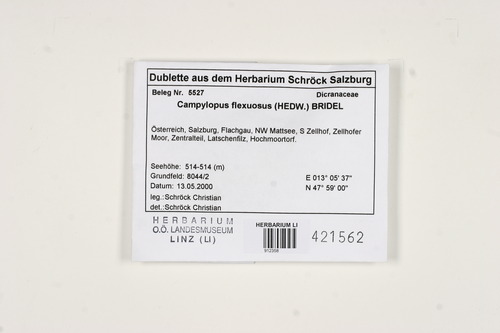 Dublette aus dem Herbarium Schröck Salzburg
Beleg Nr. 5527 Dicranaceae
Campylopus flexuosus (HEDW.) BRIDEL
Österreich, Salzburg, Flachgau, NW Mattsee, S Zellhof, Zellhofer
Moor, Zentralteil, Latschenfilz, Hochmoortorf.
Seehöhe: 514-514 (m)
Grundfeld: 8044/2 E 013° 05' 37"
Datum: 13.05.2000 N 47° 59' 00"
leg.:Schröck Christian
det.:Schröck Christian
HERBARIUM
O.Ö. LANDESMUSEUM
LINZ (LI)
HERBARIUM LI
912358
421562